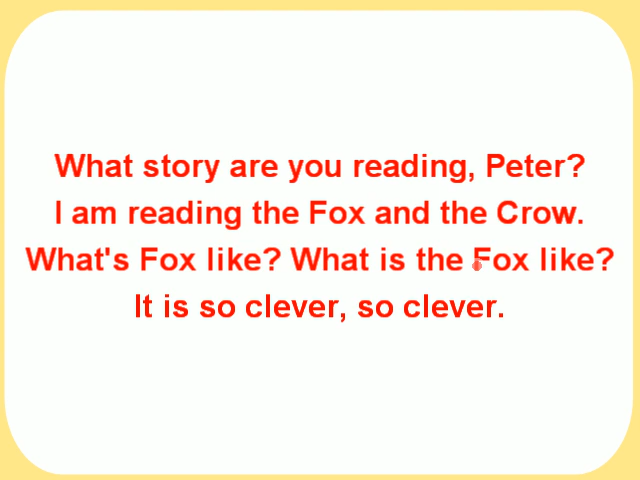 What story are you reading, Peter?
I am reading the Fox and the Crow.
What's Fox like? What is the Fox like?
It is so clever, so clever.